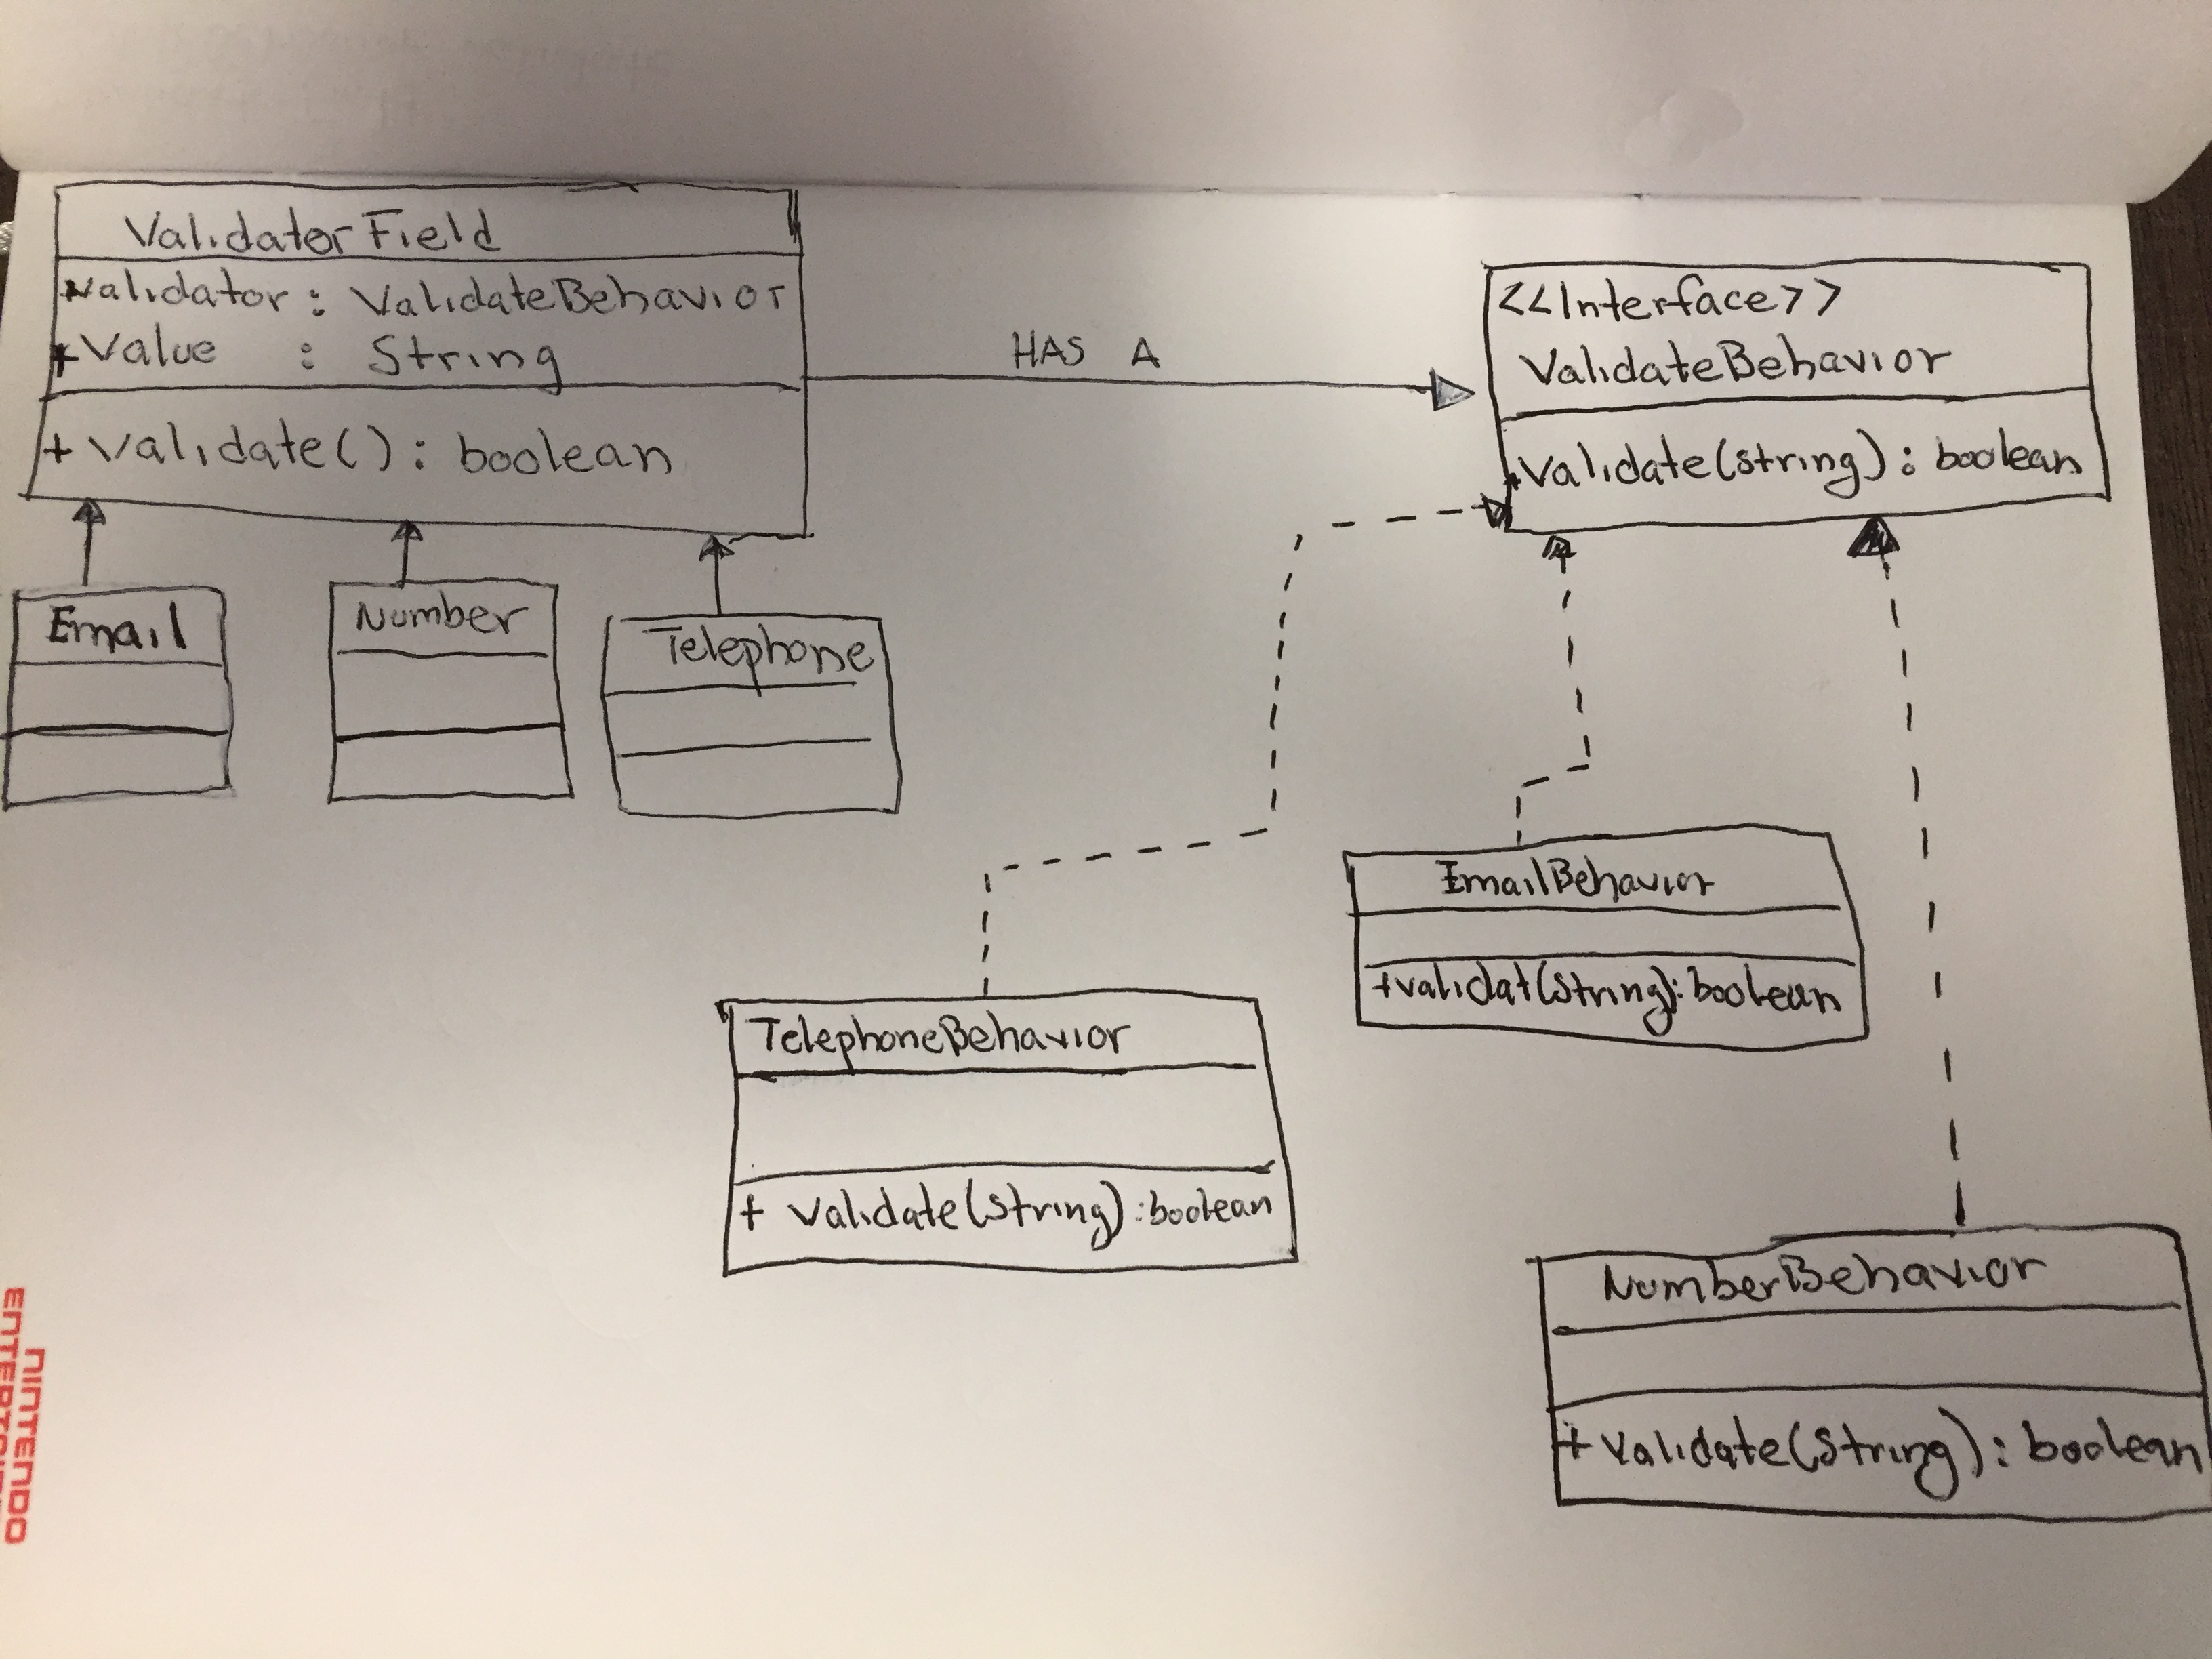 ValidatorField
validator : ValidateBehavior
+ Value : String
+ Validate() : boolean
HAS A
<<Interface>>
ValidateBehavior
+Validate(string) : boolean
Email
Number
Telephone
EmailBehavior
+validat(String): boolean
TelephoneBehavior
+ Validate(String) : boolean
NumberBehavior
+ Validate(String) : boolean
NINTENDO